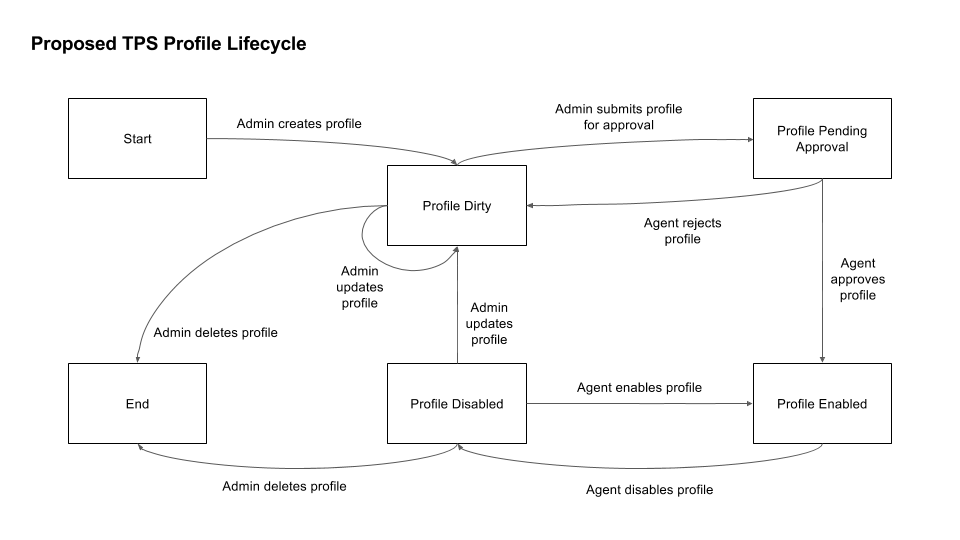 Proposed TPS Profile Lifecycle
Admin submits profile
for approval
Admin creates profile
Start
Profile Pending
Approval
Profile Dirty
Agent rejects
profile
Admin
updates
profile
Agent
approves
profile
Admin
updates
profile
Admin deletes profile
Agent enables profile
End
Profile Disabled
Profile Enabled
Admin deletes profile
Agent disables profile